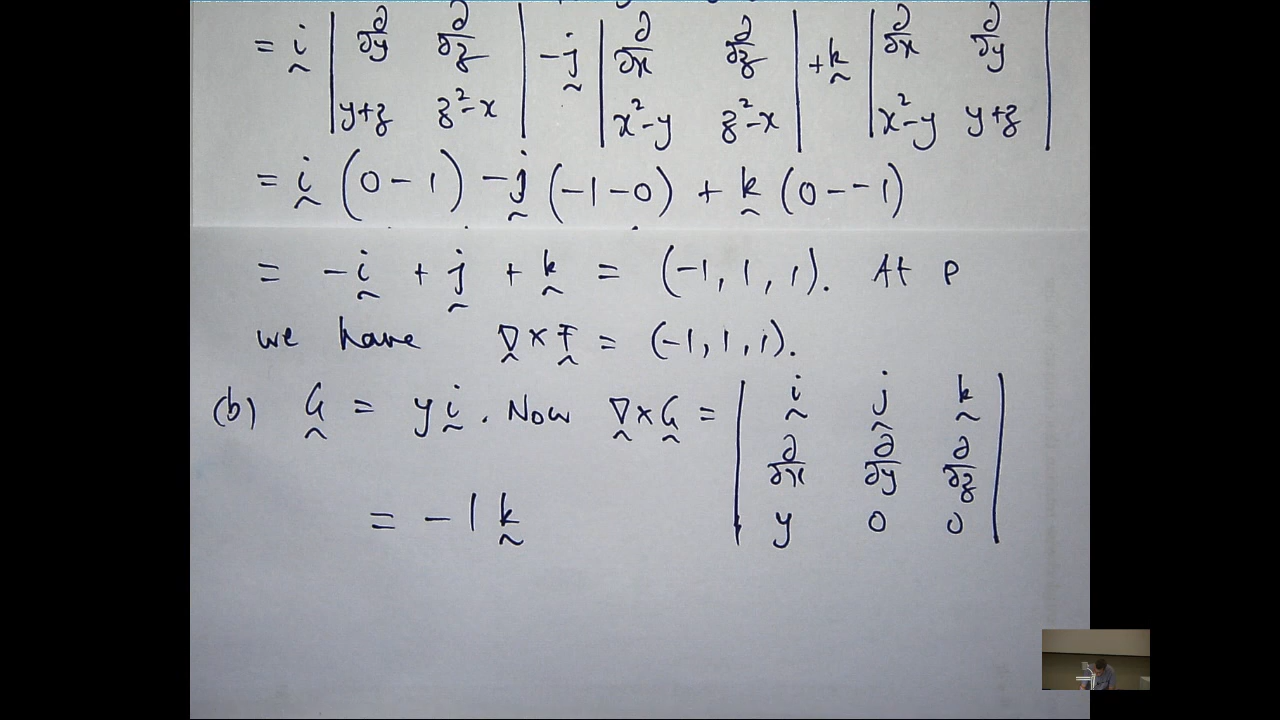 = i | ∂/∂y ∂/∂z | - j | ∂/∂x ∂/∂z | + k | ∂/∂x ∂/∂y |
y+z z²-x x²-y z²-x x²-y y+z
= i (0 - 1) - j (-1 - 0) + k (0 - - 1)
= - i + j + k = (-1, 1, 1). At P
we have ∇ × F = (-1, 1, 1).
(b) G = y i . Now ∇ × G = | i j k |
∂/∂x ∂/∂y ∂/∂z
y 0 0
= - 1 k